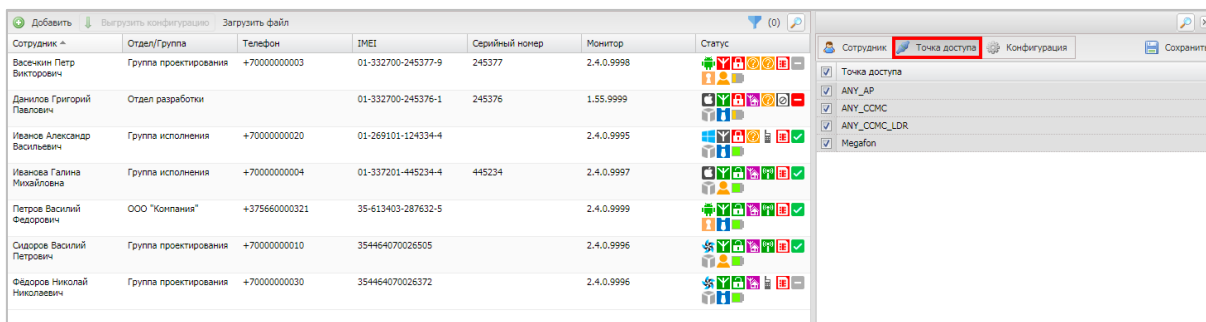 Добавить Выгрузить конфигурацию Загрузить файл (0)
Сотрудник Отдел/Группа Телефон IMEI Серийный номер Монитор Статус
Васечкин Петр Группа проектирования +70000000003 01-332700-245377-9 245377 2.4.0.9998
Викторович
Данилов Григорий Отдел разработки 01-332700-245376-1 245376 1.55.9999
Павлович
Иванов Александр Группа исполнения +70000000020 01-269101-124334-4 2.4.0.9995
Васильевич
Иванова Галина Группа исполнения +70000000004 01-337201-445234-4 445234 2.4.0.9997
Михайловна
Петров Василий ООО "Компания" +375660000321 35-613403-287632-5 2.4.0.9999
Федорович
Сидоров Василий Группа проектирования +70000000010 354464070026505 2.4.0.9996
Петрович
Фёдоров Николай Группа проектирования +70000000030 354464070026372 2.4.0.9996
Николаевич
Сотрудник Точка доступа Конфигурация Сохранить
Точка доступа
ANY_AP
ANY_CCMC
ANY_CCMC_LDR
Megafon